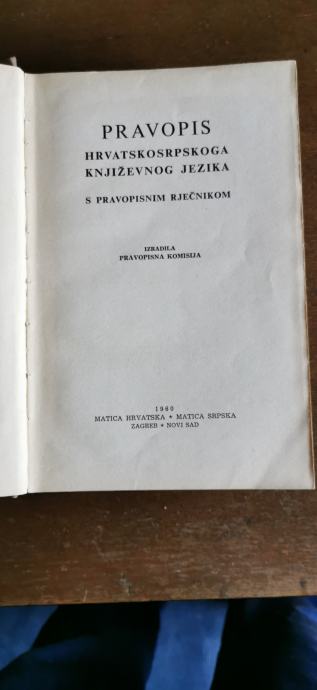 PRAVOPIS
HRVATSKOSRPSKOGA
KNJIŽEVNOG JEZIKA
S PRAVOPISNIM RJEČNIKOM
IZRADILA
PRAVOPISNA KOMISIJA
1960
MATICA HRVATSKA ★ MATICA SRPSKA
ZAGREB ★ NOVI SAD